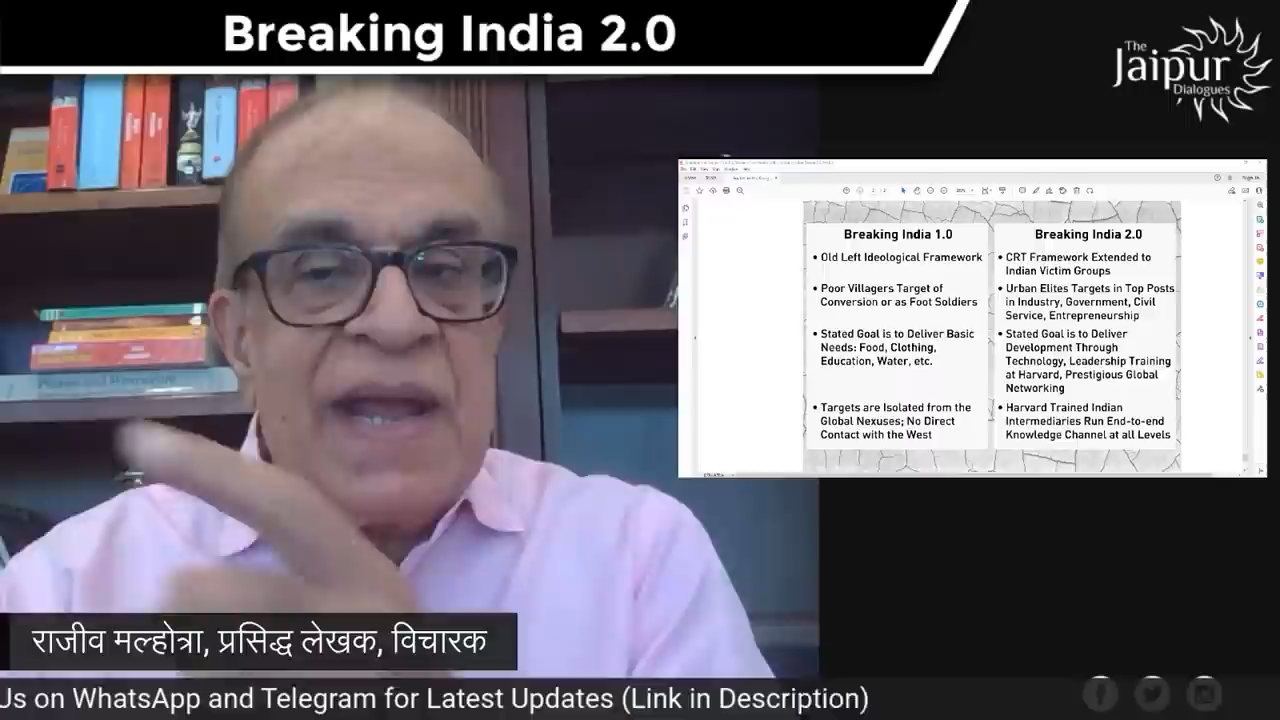 Breaking India 2.0
The
Jaipur
Dialogues
Breaking India 1.0
• Old Left Ideological Framework
• Poor Villagers Target of
Conversion or as Foot Soldiers
• Stated Goal is to Deliver Basic
Needs: Food, Clothing,
Education, Water, etc.
• Targets are Isolated from the
Global Nexuses; No Direct
Contact with the West
Breaking India 2.0
• CRT Framework Extended to
Indian Victim Groups
• Urban Elites Targets in Top Posts
in Industry, Government, Civil
Service, Entrepreneurship
• Stated Goal is to Deliver
Development Through
Technology, Leadership Training
at Harvard, Prestigious Global
Networking
• Harvard Trained Indian
Intermediaries Run End-to-end
Knowledge Channel at all Levels
राजीव मल्होत्रा, प्रसिद्ध लेखक, विचारक
Us on WhatsApp and Telegram for Latest Updates (Link in Description)